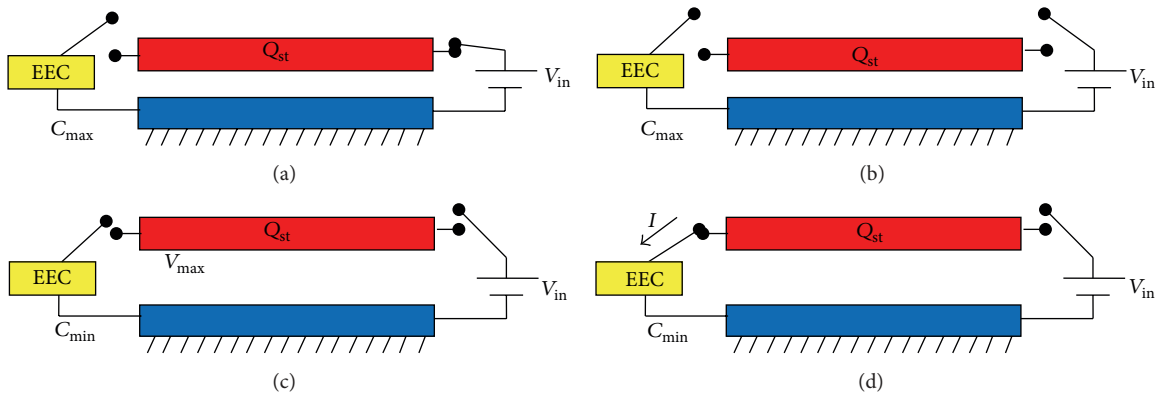 Q_st
EEC
V_in
C_max
(a)
Q_st
EEC
V_in
C_max
(b)
Q_st
V_max
EEC
V_in
C_min
(c)
I
Q_st
EEC
V_in
C_min
(d)